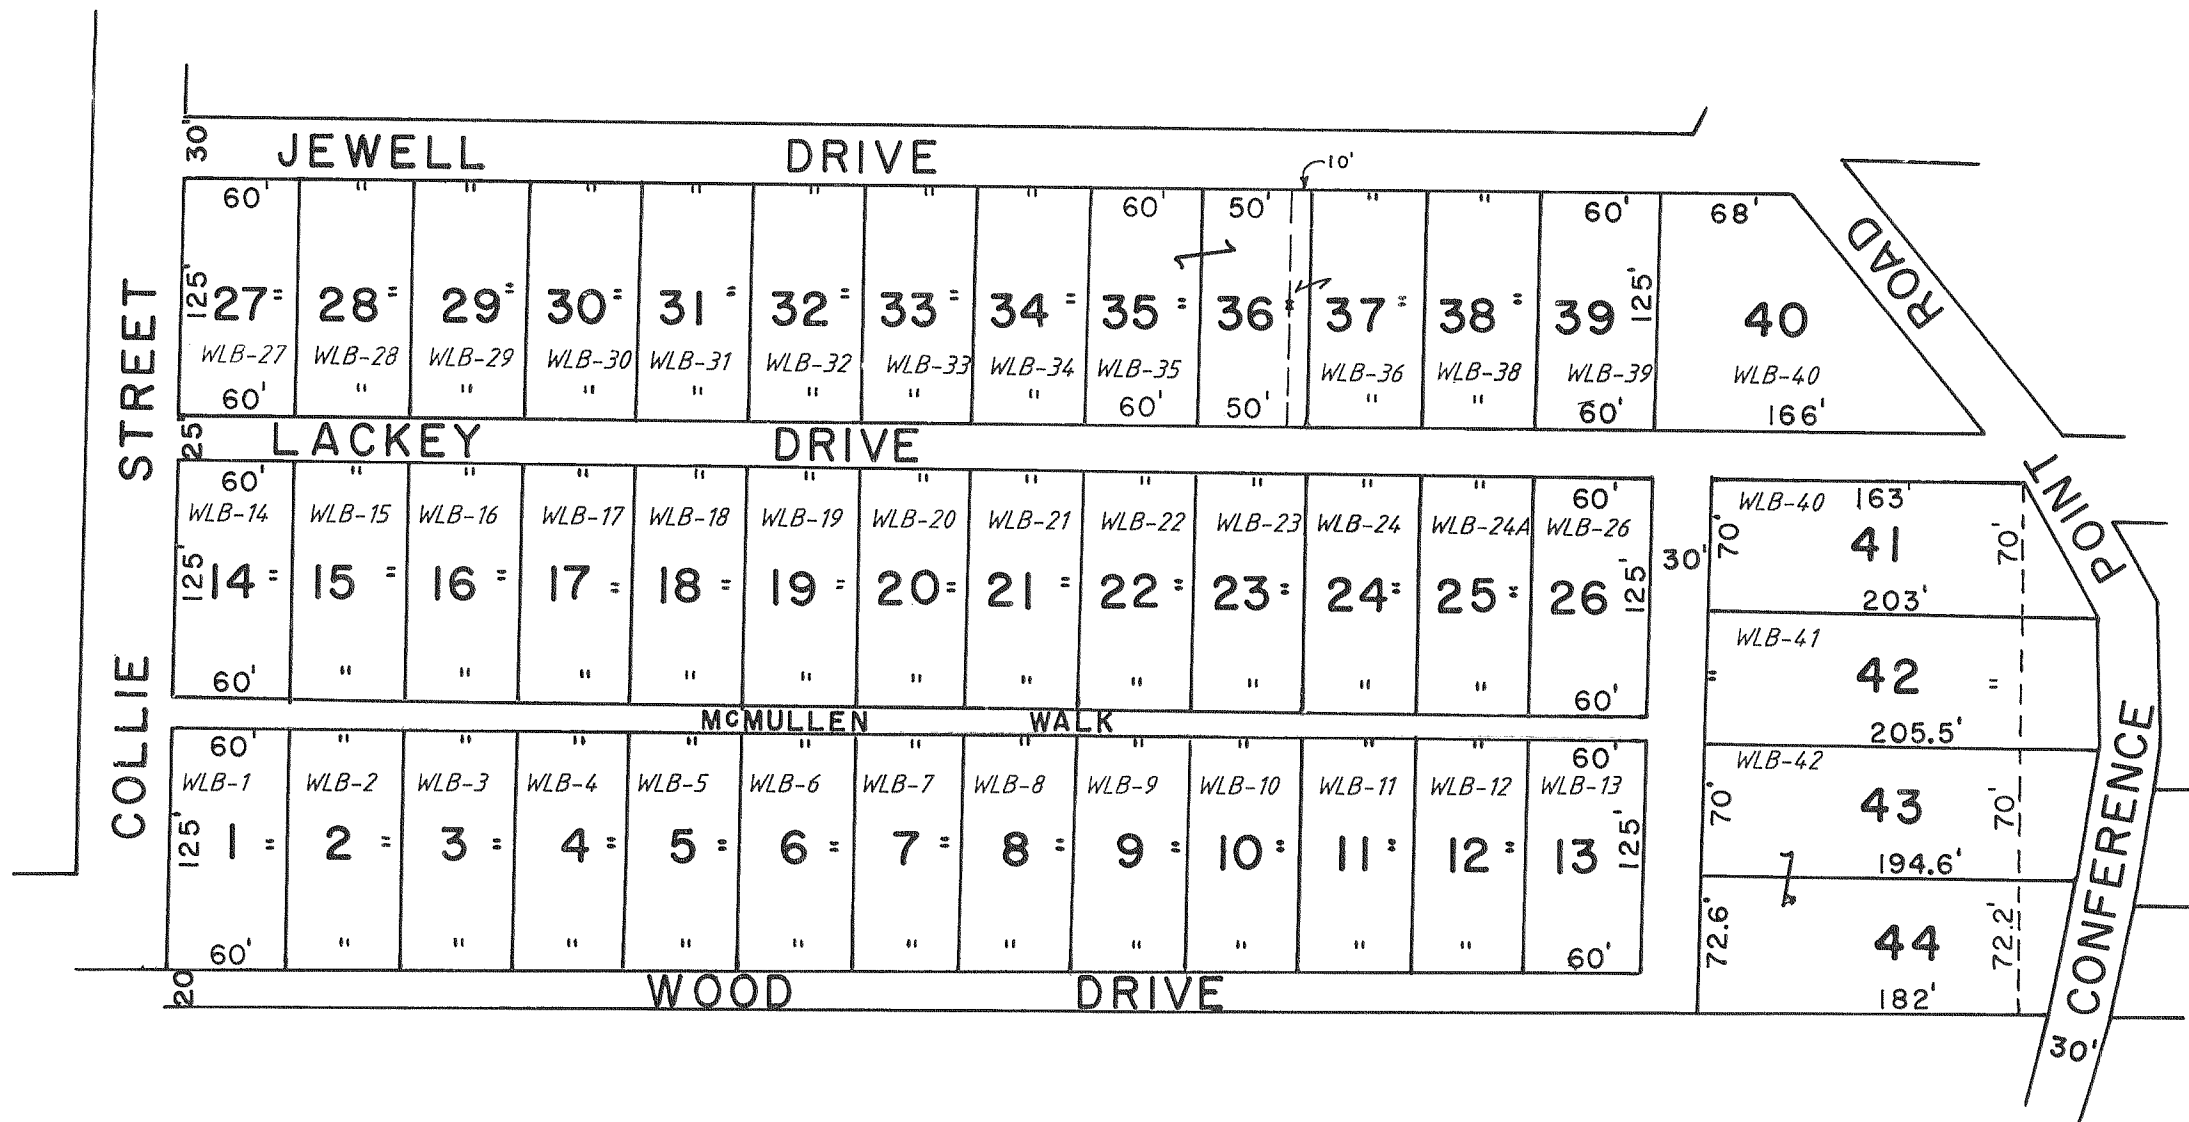 30' JEWELL DRIVE 10'
60' " " " " " " " 60' 50' " " 60' 68'
125' 27 " 28 " 29 " 30 " 31 " 32 " 33 " 34 " 35 " 36 " 37 " 38 " 39 125' 40
WLB-27 WLB-28 WLB-29 WLB-30 WLB-31 WLB-32 WLB-33 WLB-34 WLB-35 WLB-36 WLB-38 WLB-39 WLB-40
60' " " " " " " " 60' 50' " " 60' 166'
25' LACKEY DRIVE
60' " " " " " " " " " " " 60'
WLB-14 WLB-15 WLB-16 WLB-17 WLB-18 WLB-19 WLB-20 WLB-21 WLB-22 WLB-23 WLB-24 WLB-24A WLB-26
125' 14 " 15 " 16 " 17 " 18 " 19 " 20 " 21 " 22 " 23 " 24 " 25 " 26 125'
60' " " " " " " " " " " " 60'
McMULLEN WALK
60' " " " " " " " " " " " 60'
WLB-1 WLB-2 WLB-3 WLB-4 WLB-5 WLB-6 WLB-7 WLB-8 WLB-9 WLB-10 WLB-11 WLB-12 WLB-13
125' 1 " 2 " 3 " 4 " 5 " 6 " 7 " 8 " 9 " 10 " 11 " 12 " 13 125'
60' " " " " " " " " " " " 60'
20' WOOD DRIVE
COLLIE STREET
30'
WLB-40 163'
70' 41 70'
203'
WLB-41
" 42 "
205.5'
WLB-42
70' 43 70'
194.6'
72.6' 44 72.2'
182'
CONFERENCE POINT ROAD
30'